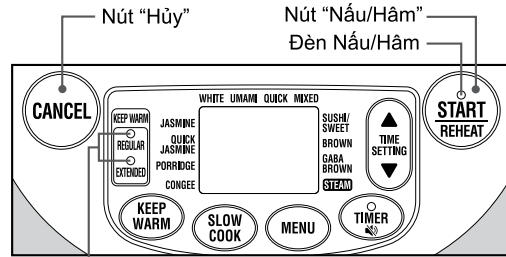 Nút “Hủy”
Nút “Nấu/Hâm”
Đèn Nấu/Hâm
CANCEL
KEEP WARM
REGULAR
EXTENDED
WHITE UMAMI QUICK MIXED
JASMINE
QUICK
JASMINE
PORRIDGE
CONGEE
SUSHI/
SWEET
BROWN
GABA
BROWN
STEAM
TIME
SETTING
START
REHEAT
KEEP
WARM
SLOW
COOK
MENU
TIMER